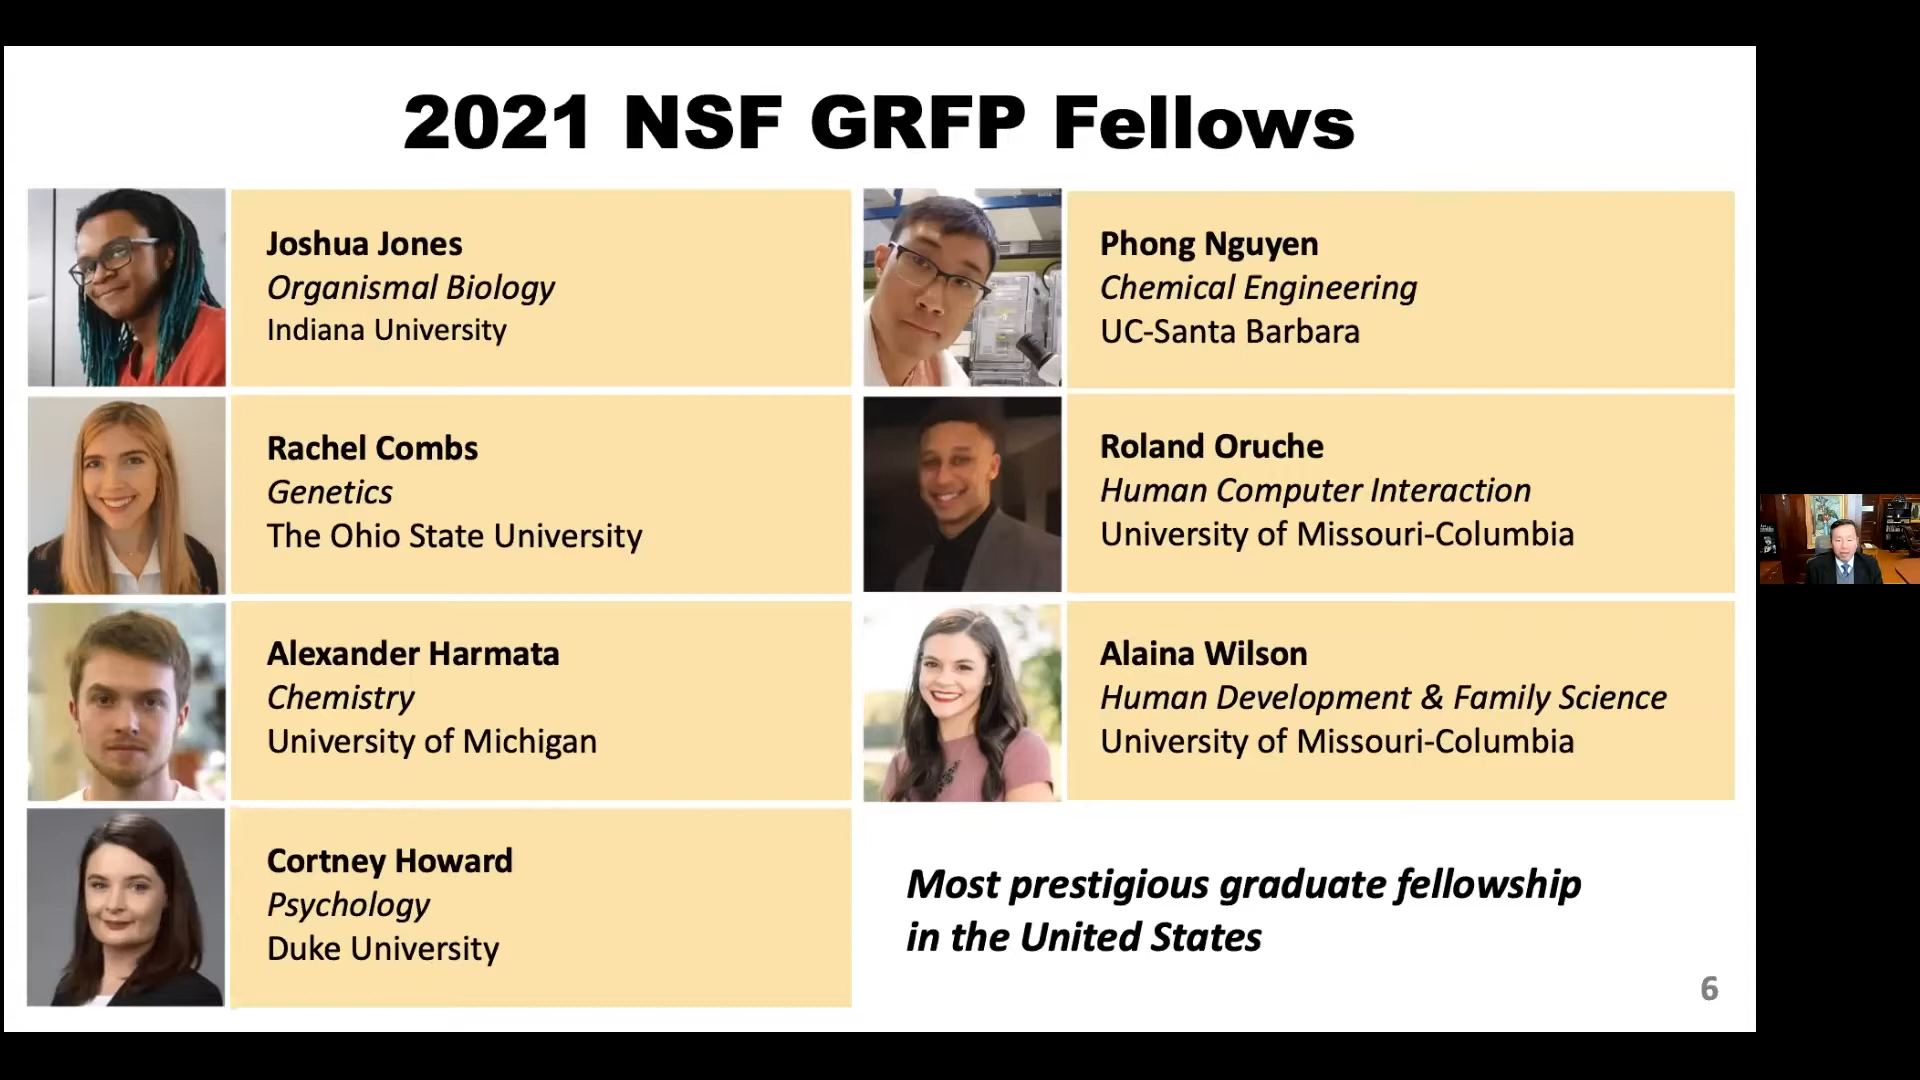 2021 NSF GRFP Fellows
Joshua Jones
Organismal Biology
Indiana University
Rachel Combs
Genetics
The Ohio State University
Alexander Harmata
Chemistry
University of Michigan
Cortney Howard
Psychology
Duke University
Phong Nguyen
Chemical Engineering
UC-Santa Barbara
Roland Oruche
Human Computer Interaction
University of Missouri-Columbia
Alaina Wilson
Human Development & Family Science
University of Missouri-Columbia
Most prestigious graduate fellowship
in the United States
6